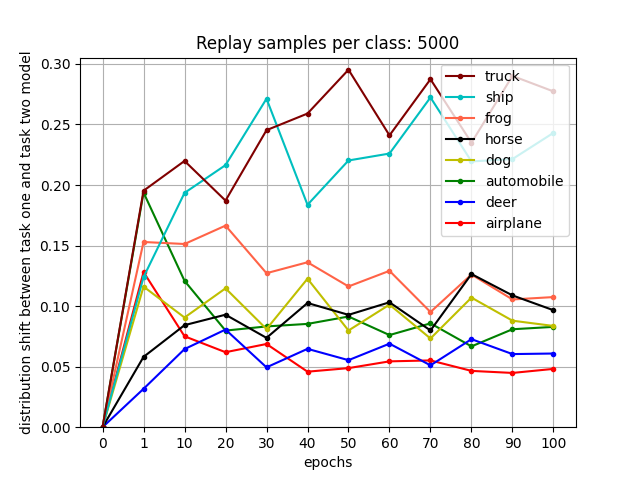 Replay samples per class: 5000
distribution shift between task one and task two model
0.30
0.25
0.20
0.15
0.10
0.05
0.00
truck
ship
frog
horse
dog
automobile
deer
airplane
0 1 10 20 30 40 50 60 70 80 90 100
epochs